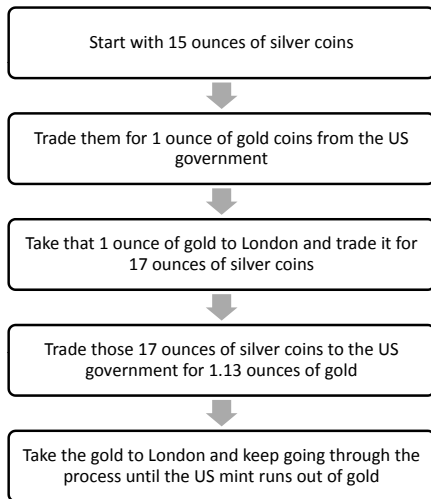 Start with 15 ounces of silver coins
Trade them for 1 ounce of gold coins from the US
government
Take that 1 ounce of gold to London and trade it for
17 ounces of silver coins
Trade those 17 ounces of silver coins to the US
government for 1.13 ounces of gold
Take the gold to London and keep going through the
process until the US mint runs out of gold